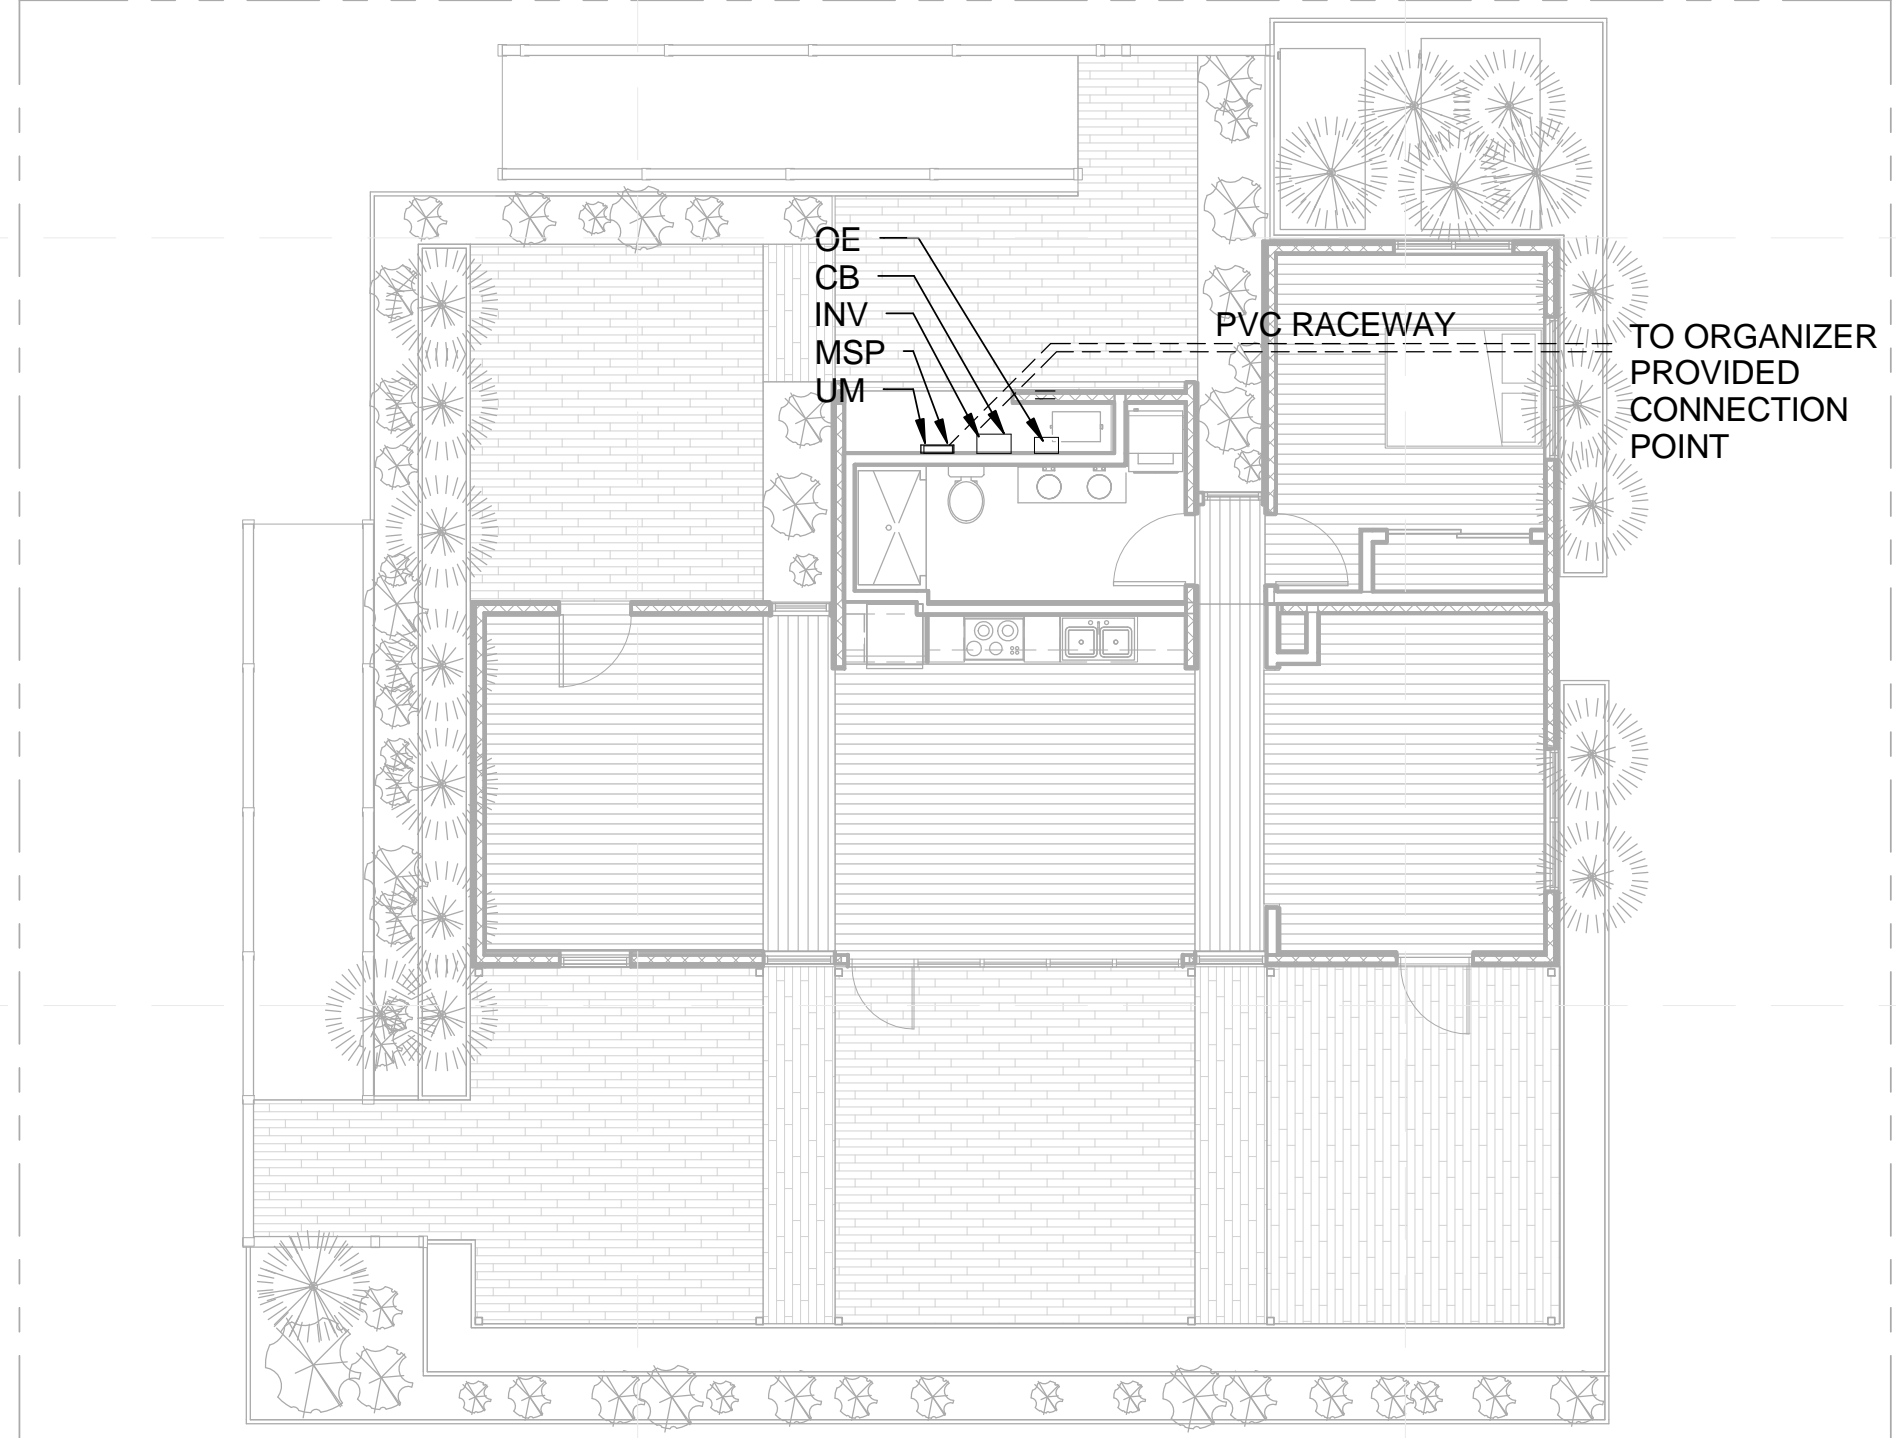 OE
CB
INV
MSP
UM
PVC RACEWAY
TO ORGANIZER
PROVIDED
CONNECTION
POINT